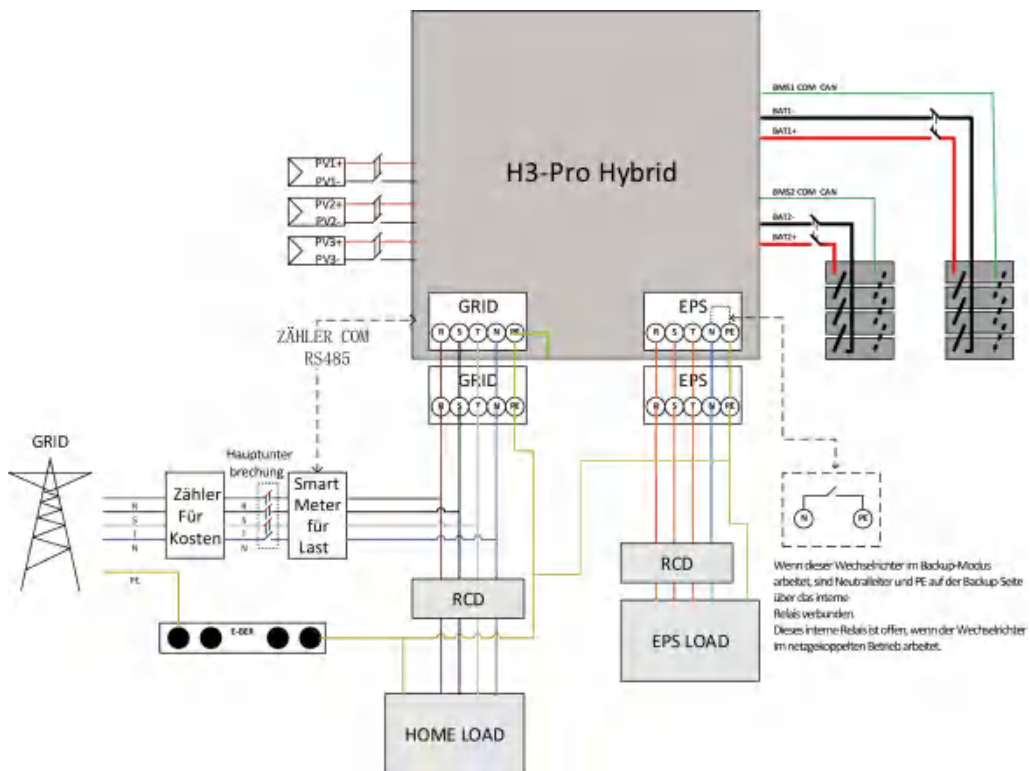 H3-Pro Hybrid
BMS1 COM CAN
BAT1-
BAT1+
BMS2 COM CAN
BAT2-
BAT2+
PV1+
PV1-
PV2+
PV2-
PV3+
PV3-
GRID
R S T N PE
EPS
R S T N PE
ZÄHLER COM
RS485
GRID
R S T N PE
EPS
R S T N PE
GRID
Hauptunter
brechung
Zähler
Für
Kosten
Smart
Meter
für
Last
R
S
T
N
R
S
T
N
PE
E-BER
RCD
HOME LOAD
RCD
EPS LOAD
N PE
Wenn dieser Wechselrichter im Backup-Modus
arbeitet, sind Neutralleiter und PE auf der Backup-Seite
über das interne
Relais verbunden.
Dieses interne Relais ist offen, wenn der Wechselrichter
im netzgekoppelten Betrieb arbeitet.